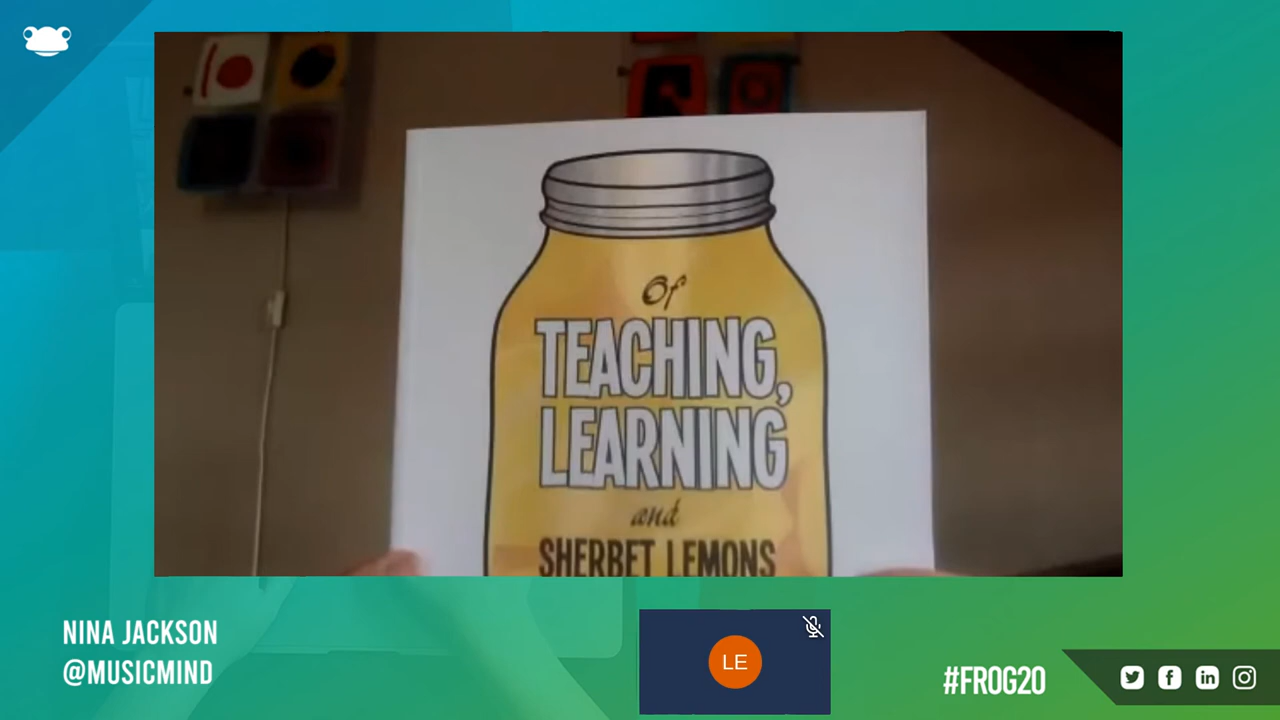 Of
TEACHING,
LEARNING
and
SHERBET LEMONS
NINA JACKSON
@MUSICMIND
LE
#FROG20